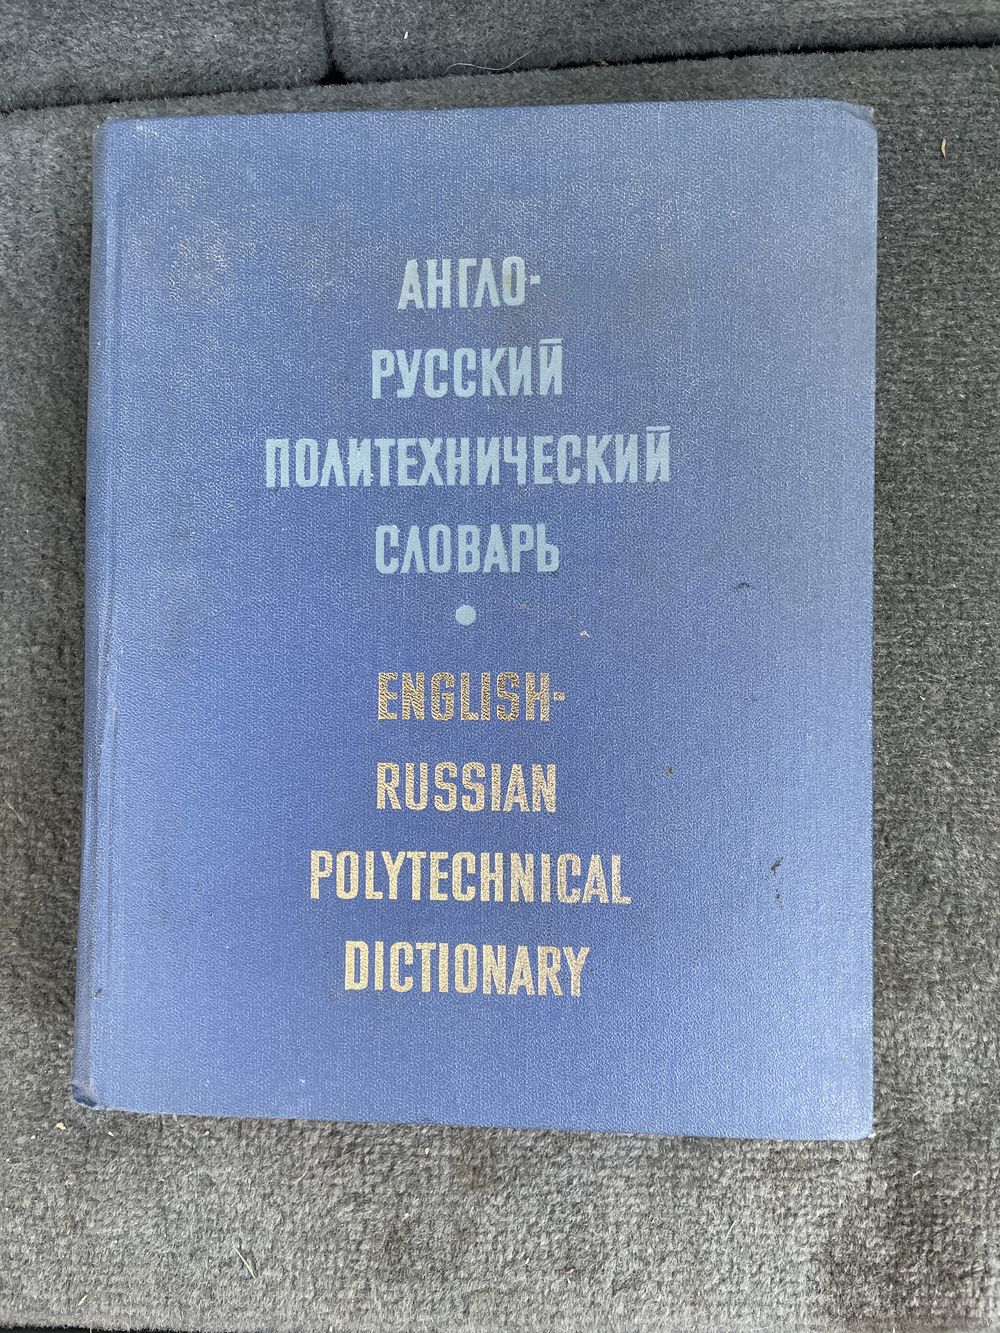 АНГЛО-
РУССКИЙ
ПОЛИТЕХНИЧЕСКИЙ
СЛОВАРЬ
ENGLISH-
RUSSIAN
POLYTECHNICAL
DICTIONARY